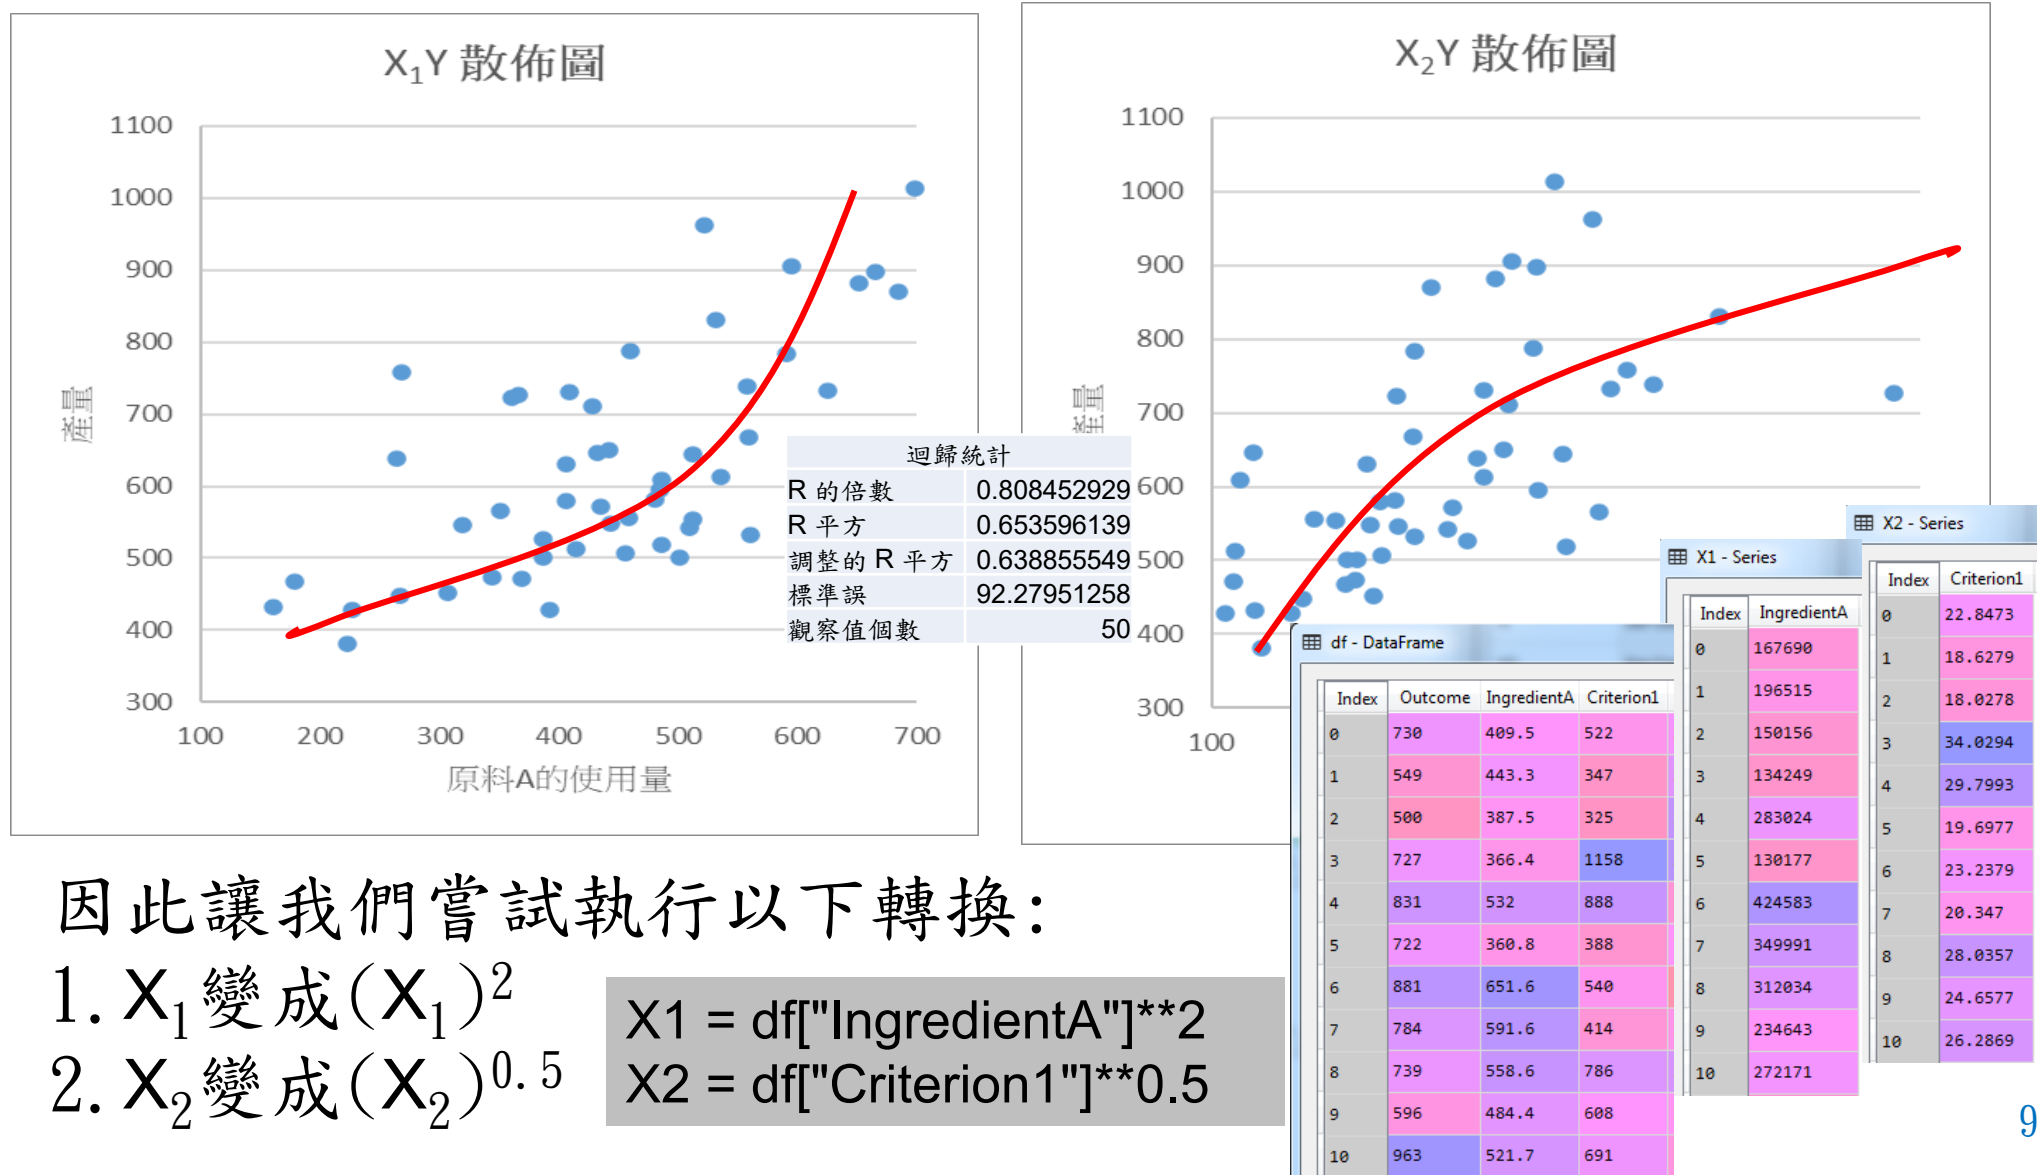 X₁Y 散佈圖
1100
1000
900
800
700
600
500
400
300
產量
100 200 300 400 500 600 700
原料A的使用量
X₂Y 散佈圖
1100
1000
900
800
700
600
500
400
300
產量
100
迴歸統計
R 的倍數 0.808452929
R 平方 0.653596139
調整的 R 平方 0.638855549
標準誤 92.27951258
觀察值個數 50
df - DataFrame
Index Outcome IngredientA Criterion1
0 730 409.5 522
1 549 443.3 347
2 500 387.5 325
3 727 366.4 1158
4 831 532 888
5 722 360.8 388
6 881 651.6 540
7 784 591.6 414
8 739 558.6 786
9 596 484.4 608
10 963 521.7 691
X1 - Series
Index IngredientA
0 167690
1 196515
2 150156
3 134249
4 283024
5 130177
6 424583
7 349991
8 312034
9 234643
10 272171
X2 - Series
Index Criterion1
0 22.8473
1 18.6279
2 18.0278
3 34.0294
4 29.7993
5 19.6977
6 23.2379
7 20.347
8 28.0357
9 24.6577
10 26.2869
因此讓我們嘗試執行以下轉換:
1. X₁變成(X₁)²
2. X₂變成(X₂)⁰·⁵
X1 = df["IngredientA"]**2
X2 = df["Criterion1"]**0.5
9